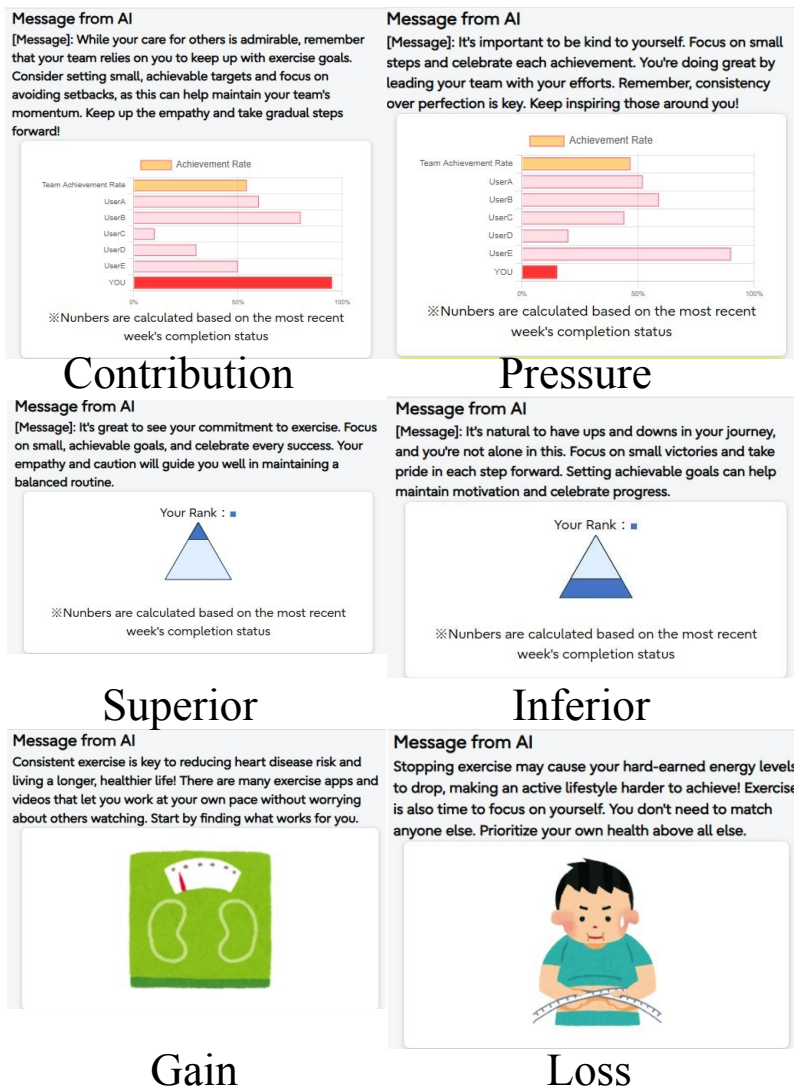 Message from AI
[Message]: While your care for others is admirable, remember
that your team relies on you to keep up with exercise goals.
Consider setting small, achievable targets and focus on
avoiding setbacks, as this can help maintain your team's
momentum. Keep up the empathy and take gradual steps
forward!
Achievement Rate
Team Achievement Rate
UserA
UserB
UserC
UserD
UserE
YOU
0% 50% 100%
※Nunbers are calculated based on the most recent
week's completion status
Contribution
Message from AI
[Message]: It's important to be kind to yourself. Focus on small
steps and celebrate each achievement. You're doing great by
leading your team with your efforts. Remember, consistency
over perfection is key. Keep inspiring those around you!
Achievement Rate
Team Achievement Rate
UserA
UserB
UserC
UserD
UserE
YOU
0% 50% 100%
※Nunbers are calculated based on the most recent
week's completion status
Pressure
Message from AI
[Message]: It's great to see your commitment to exercise. Focus
on small, achievable goals, and celebrate every success. Your
empathy and caution will guide you well in maintaining a
balanced routine.
Your Rank :
※Nunbers are calculated based on the most recent
week's completion status
Superior
Message from AI
[Message]: It's natural to have ups and downs in your journey,
and you're not alone in this. Focus on small victories and take
pride in each step forward. Setting achievable goals can help
maintain motivation and celebrate progress.
Your Rank :
※Nunbers are calculated based on the most recent
week's completion status
Inferior
Message from AI
Consistent exercise is key to reducing heart disease risk and
living a longer, healthier life! There are many exercise apps and
videos that let you work at your own pace without worrying
about others watching. Start by finding what works for you.
Gain
Message from AI
Stopping exercise may cause your hard-earned energy levels
to drop, making an active lifestyle harder to achieve! Exercise
is also time to focus on yourself. You don't need to match
anyone else. Prioritize your own health above all else.
Loss